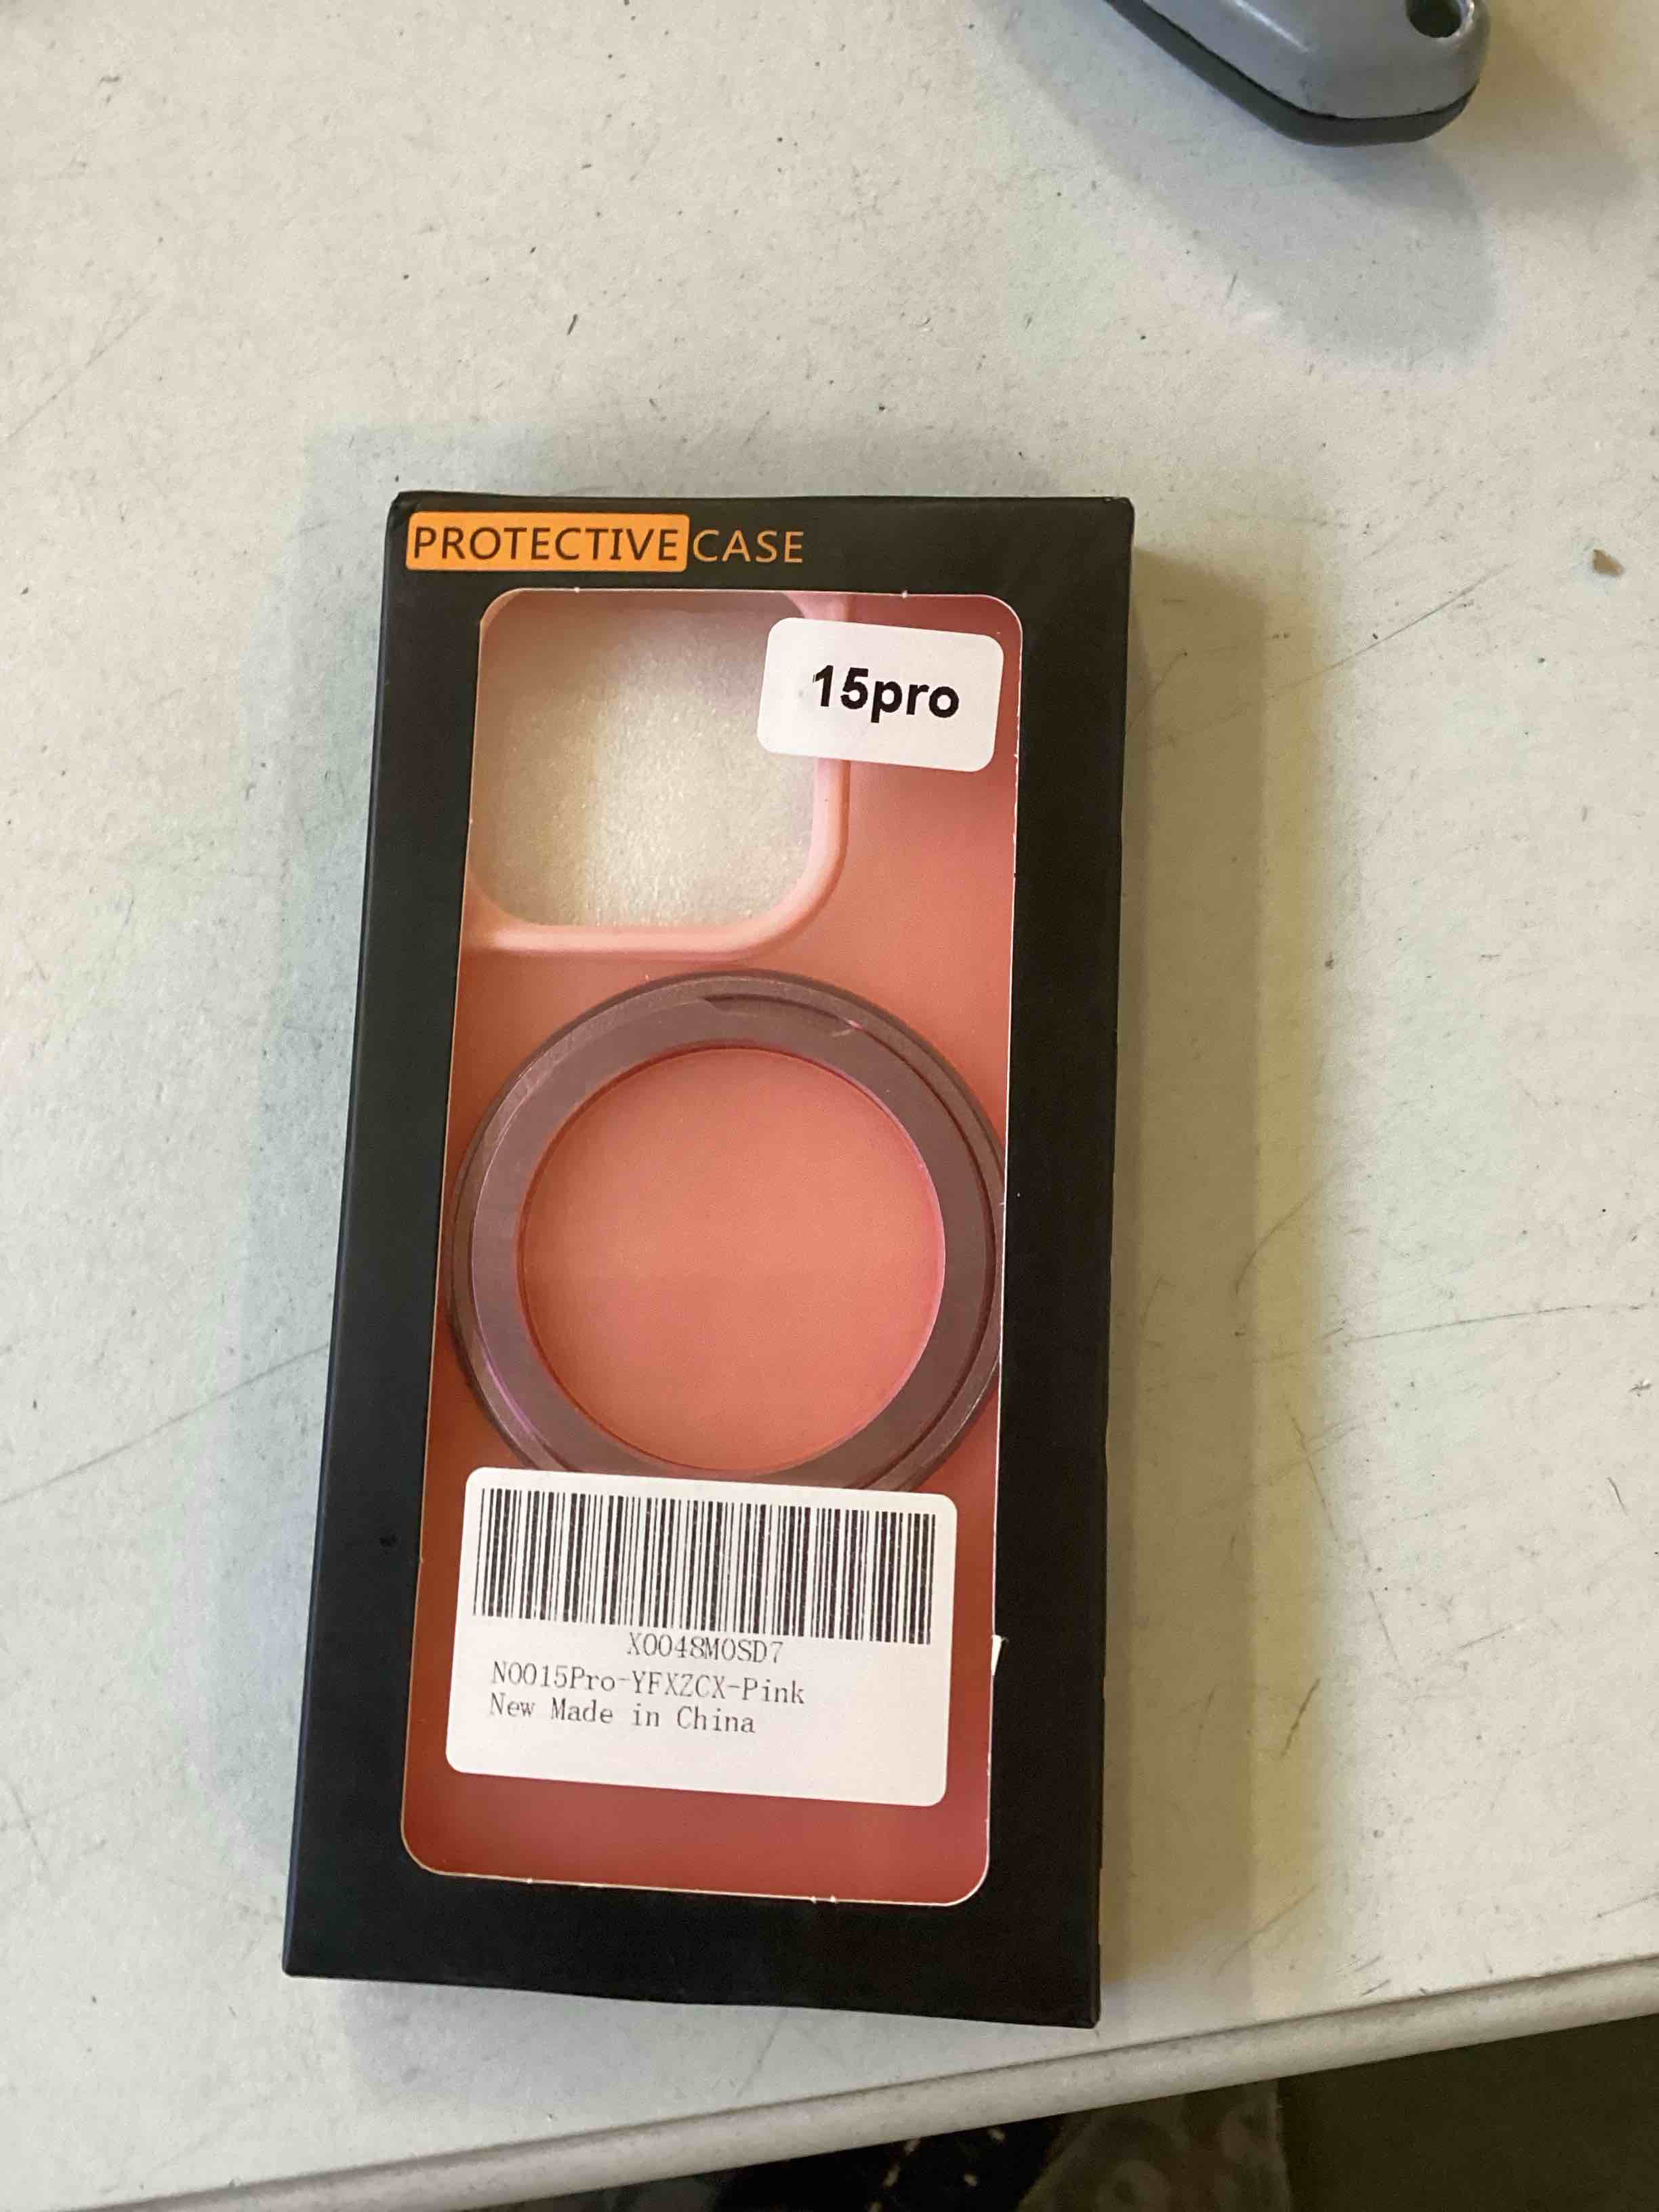 PROTECTIVE CASE
15pro
X0048M0SD7
N0015Pro-YFXZCX-Pink
New Made in China